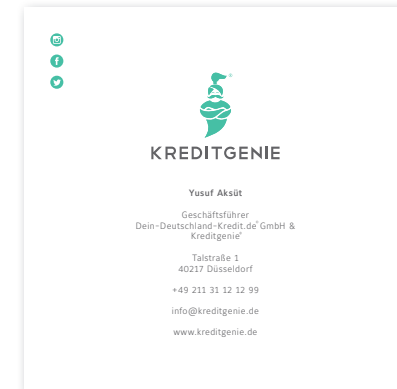 KREDITGENIE
Yusuf Aksüt
Geschäftsführer
Dein-Deutschland-Kredit.de® GmbH &
Kreditgenie®
Talstraße 1
40217 Düsseldorf
+49 211 31 12 12 99
info@kreditgenie.de
www.kreditgenie.de